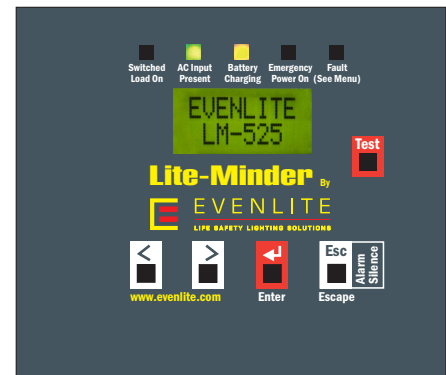 Switched Load On
AC Input Present
Battery Charging
Emergency Power On
Fault (See Menu)
EVENLITE
LM-525
Test
Lite-Minder By
EVENLITE
LIFE SAFETY LIGHTING SOLUTIONS
< >
Esc
Alarm Silence
www.evenlite.com
Enter
Escape